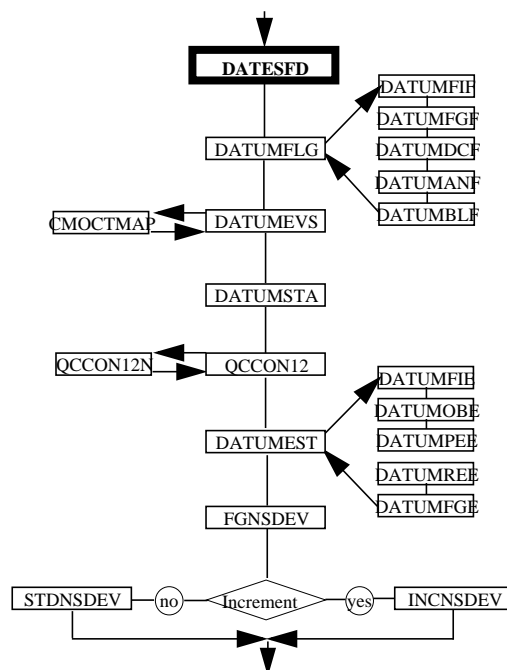 DATESFD
DATUMFIF
DATUMFGF
DATUMFLG
DATUMDCF
DATUMANF
DATUMBLF
CMOCTMAP
DATUMEVS
DATUMSTA
QCCON12N
QCCON12
DATUMFIE
DATUMOBE
DATUMEST
DATUMPEE
DATUMREE
DATUMFGE
FGNSDEV
STDNSDEV no Increment yes INCNSDEV